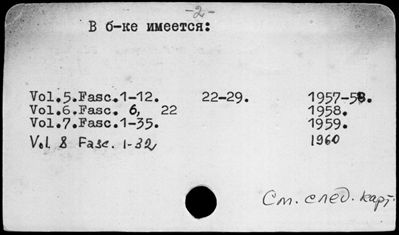 -2-
В б-ке имеется:
Vol.5.Fasc.1-12. 22-29. 1957-58.
Vol.6.Fasc. 6, 22 1958.
Vol.7.Fasc.1-35. 1959.
Vol. 8 Fasc. 1-32 1960
См. след. карт.